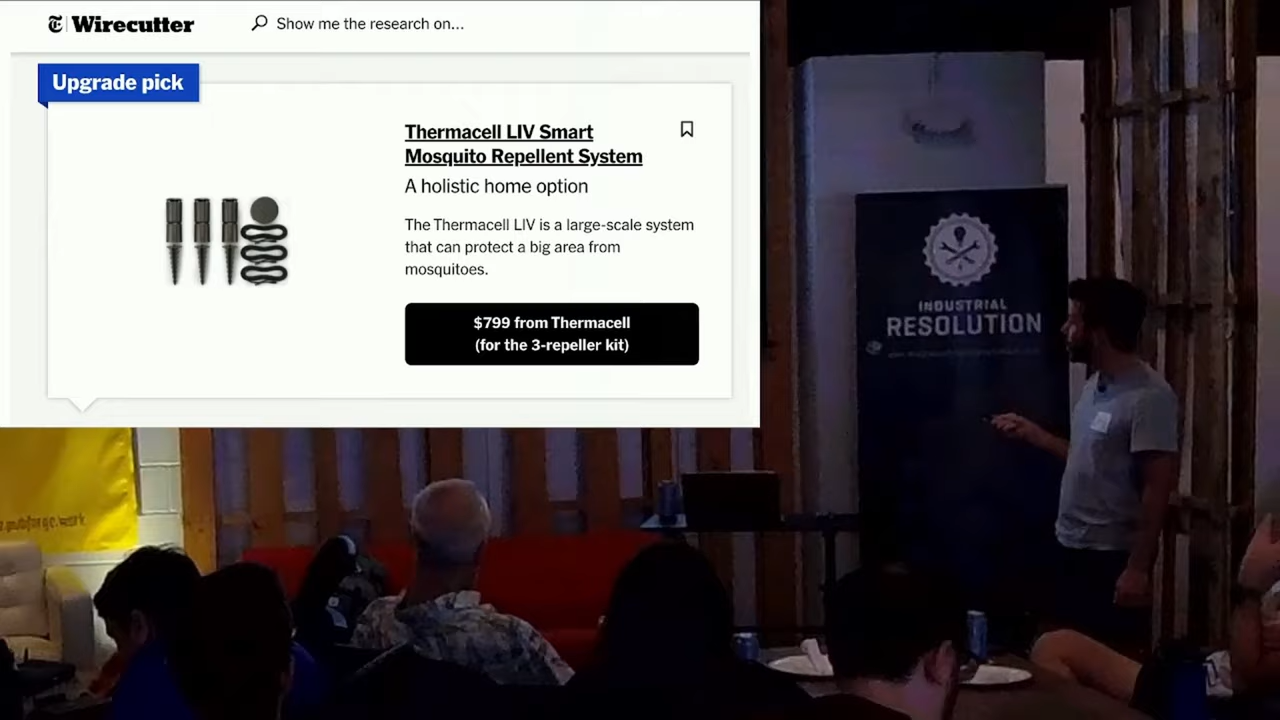 Wirecutter
Show me the research on...
Upgrade pick
Thermacell LIV Smart
Mosquito Repellent System
A holistic home option
The Thermacell LIV is a large-scale system
that can protect a big area from
mosquitoes.
$799 from Thermacell
(for the 3-repeller kit)
INDUSTRIAL
RESOLUTION